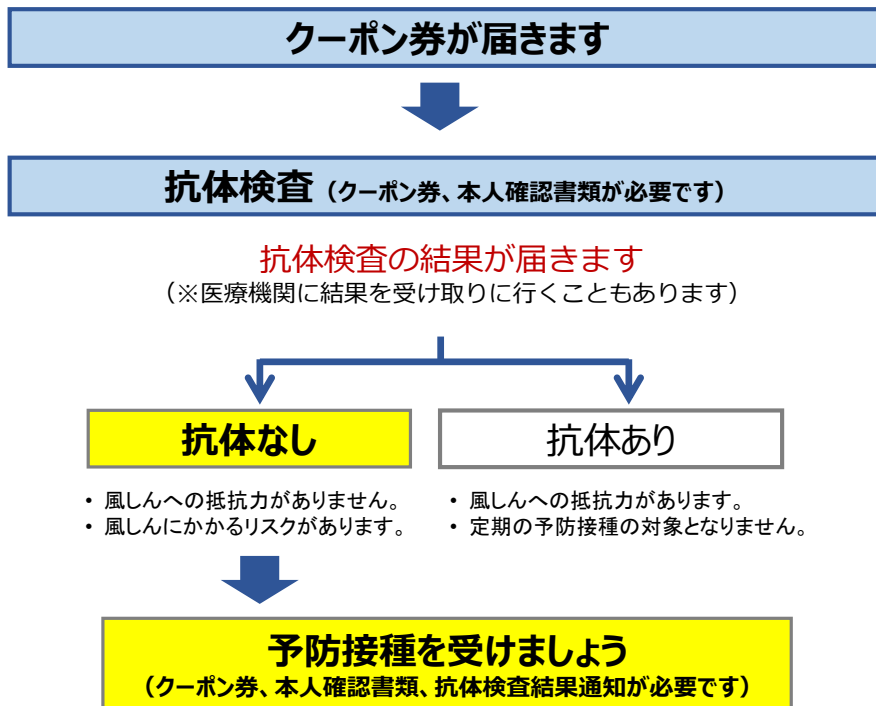 クーポン券が届きます
抗体検査（クーポン券、本人確認書類が必要です）
抗体検査の結果が届きます
（※医療機関に結果を受け取りに行くこともあります）
抗体なし
抗体あり
• 風しんへの抵抗力がありません。
• 風しんにかかるリスクがあります。
• 風しんへの抵抗力があります。
• 定期の予防接種の対象となりません。
予防接種を受けましょう
（クーポン券、本人確認書類、抗体検査結果通知が必要です）